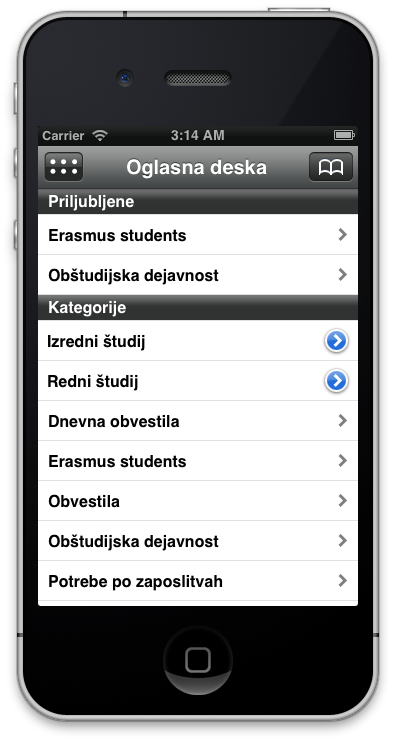 Carrier 3:14 AM
Oglasna deska
Priljubljene
Erasmus students
Obštudijska dejavnost
Kategorije
Izredni študij
Redni študij
Dnevna obvestila
Erasmus students
Obvestila
Obštudijska dejavnost
Potrebe po zaposlitvah